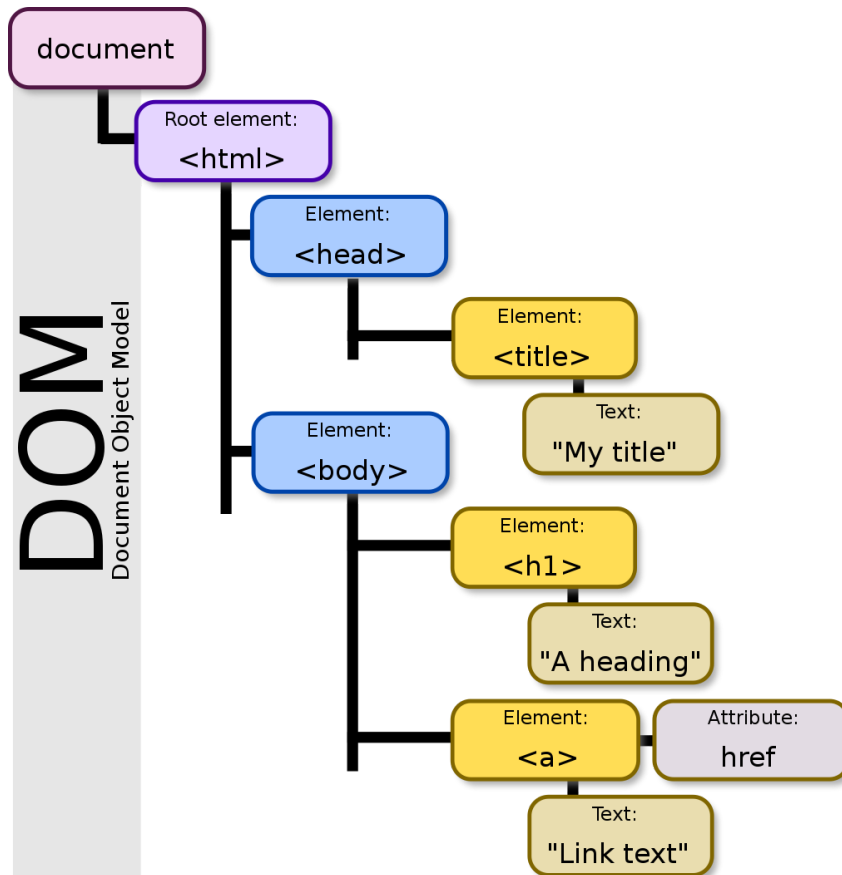 document
Root element:
<html>
Element:
<head>
Element:
<title>
Text:
"My title"
Element:
<body>
Element:
<h1>
Text:
"A heading"
Element:
<a>
Attribute:
href
Text:
"Link text"
DOM
Document Object Model